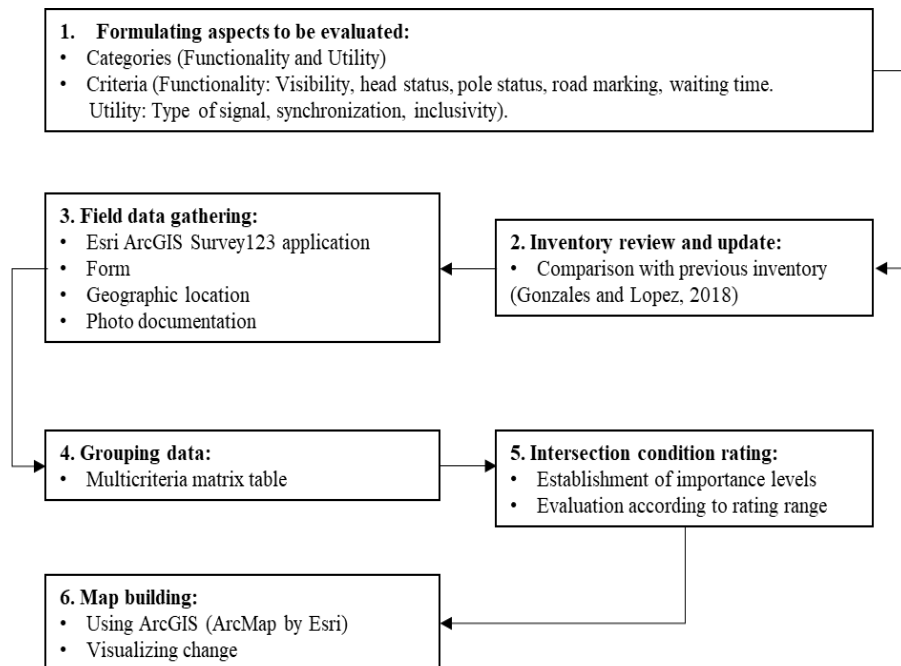 1. Formulating aspects to be evaluated:
• Categories (Functionality and Utility)
• Criteria (Functionality: Visibility, head status, pole status, road marking, waiting time.
Utility: Type of signal, synchronization, inclusivity).
2. Inventory review and update:
• Comparison with previous inventory
(Gonzales and Lopez, 2018)
3. Field data gathering:
• Esri ArcGIS Survey123 application
• Form
• Geographic location
• Photo documentation
4. Grouping data:
• Multicriteria matrix table
5. Intersection condition rating:
• Establishment of importance levels
• Evaluation according to rating range
6. Map building:
• Using ArcGIS (ArcMap by Esri)
• Visualizing change